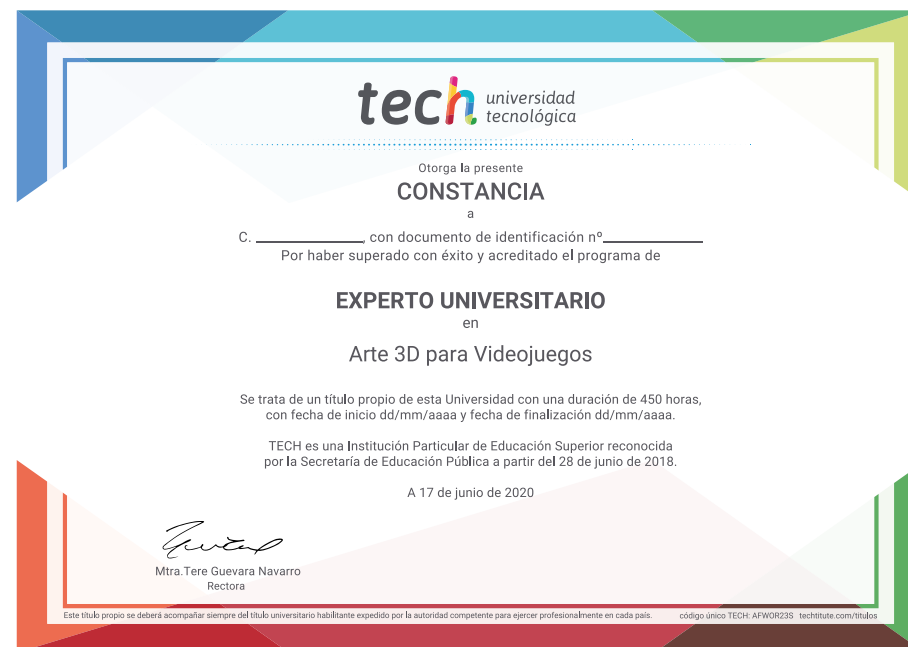 tech universidad
tecnológica
Otorga la presente
CONSTANCIA
a
C. ______________, con documento de identificación nº______________
Por haber superado con éxito y acreditado el programa de
EXPERTO UNIVERSITARIO
en
Arte 3D para Videojuegos
Se trata de un título propio de esta Universidad con una duración de 450 horas,
con fecha de inicio dd/mm/aaaa y fecha de finalización dd/mm/aaaa.
TECH es una Institución Particular de Educación Superior reconocida
por la Secretaría de Educación Pública a partir del 28 de junio de 2018.
A 17 de junio de 2020
Mtra.Tere Guevara Navarro
Rectora
Este título propio se deberá acompañar siempre del título universitario habilitante expedido por la autoridad competente para ejercer profesionalmente en cada país. código único TECH: AFWOR23S techtitute.com/titulos